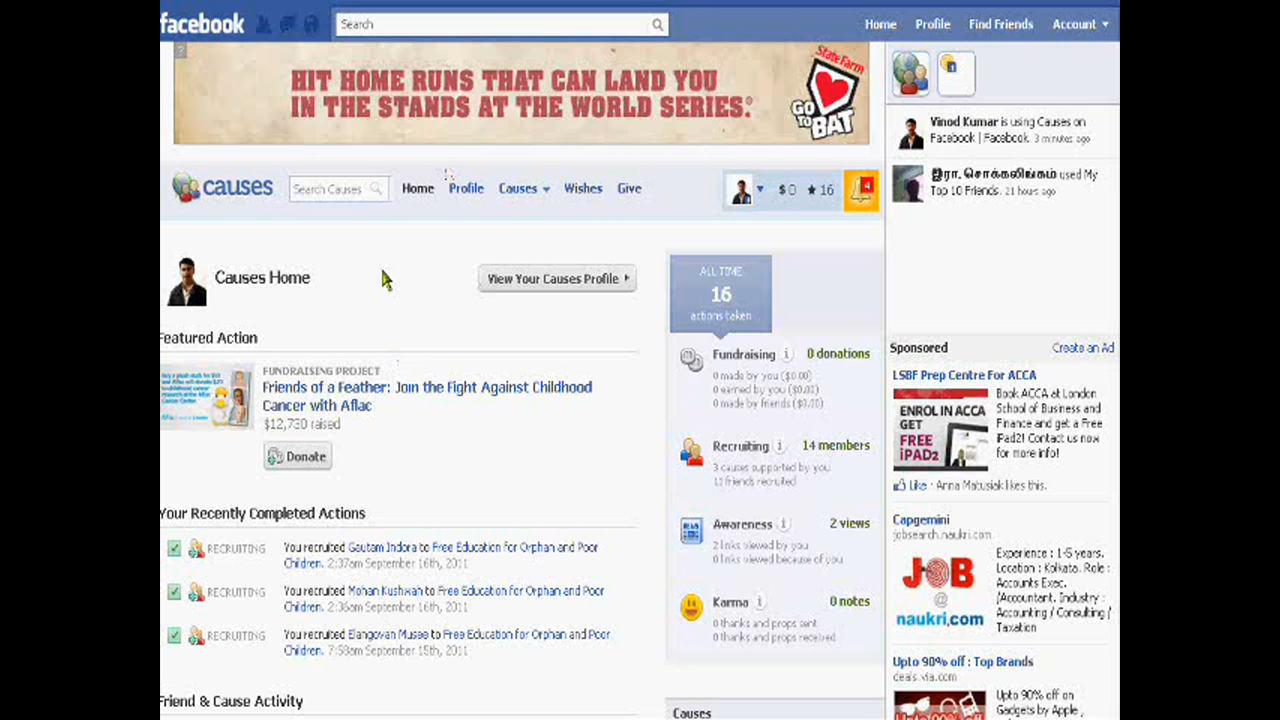 facebook
Search
Home Profile Find Friends Account
HIT HOME RUNS THAT CAN LAND YOU
IN THE STANDS AT THE WORLD SERIES.®
State Farm
GO TO BAT
causes
Search Causes
Home Profile Causes Wishes Give
$ 0 ★ 16
4
Vinod Kumar is using Causes on
Facebook | Facebook. 3 minutes ago
இரா. சொக்கலிங்கம் used My
Top 10 Friends. 21 hours ago
Causes Home
View Your Causes Profile
ALL TIME
16
actions taken
Featured Action
FUNDRAISING PROJECT
Friends of a Feather: Join the Fight Against Childhood
Cancer with Aflac
$12,730 raised
Donate
Fundraising i 0 donations
0 made by you ($0.00)
0 earned by you ($0.00)
0 made by friends ($0.00)
Recruiting i 14 members
3 causes supported by you
11 friends recruited
Awareness i 2 views
2 links viewed by you
0 links viewed because of you
Karma i 0 notes
0 thanks and props sent
0 thanks and props received
Your Recently Completed Actions
RECRUITING You recruited Gautam Indora to Free Education for Orphan and Poor
Children. 2:37am September 16th, 2011
RECRUITING You recruited Mohan Kushwah to Free Education for Orphan and Poor
Children. 2:36am September 16th, 2011
RECRUITING You recruited Elangovan Musee to Free Education for Orphan and Poor
Children. 7:58am September 15th, 2011
Friend & Cause Activity
Causes
Sponsored Create an Ad
LSBF Prep Centre For ACCA
ENROL IN ACCA
GET
FREE
iPAD2
Book ACCA at London
School of Business and
Finance and get a Free
iPad2! Contact us now
for more info!
Like · Anna Matusiak likes this.
Capgemini
jobsearch.naukri.com
JOB
@
naukri.com
Experience : 1-5 years.
Location : Kolkata. Role :
Accounts Exec.
/Accountant. Industry :
Accounting / Consulting /
Taxation
Upto 90% off : Top Brands
deals.via.com
Upto 90% off
Upto 90% off on
Gadgets by Apple ,